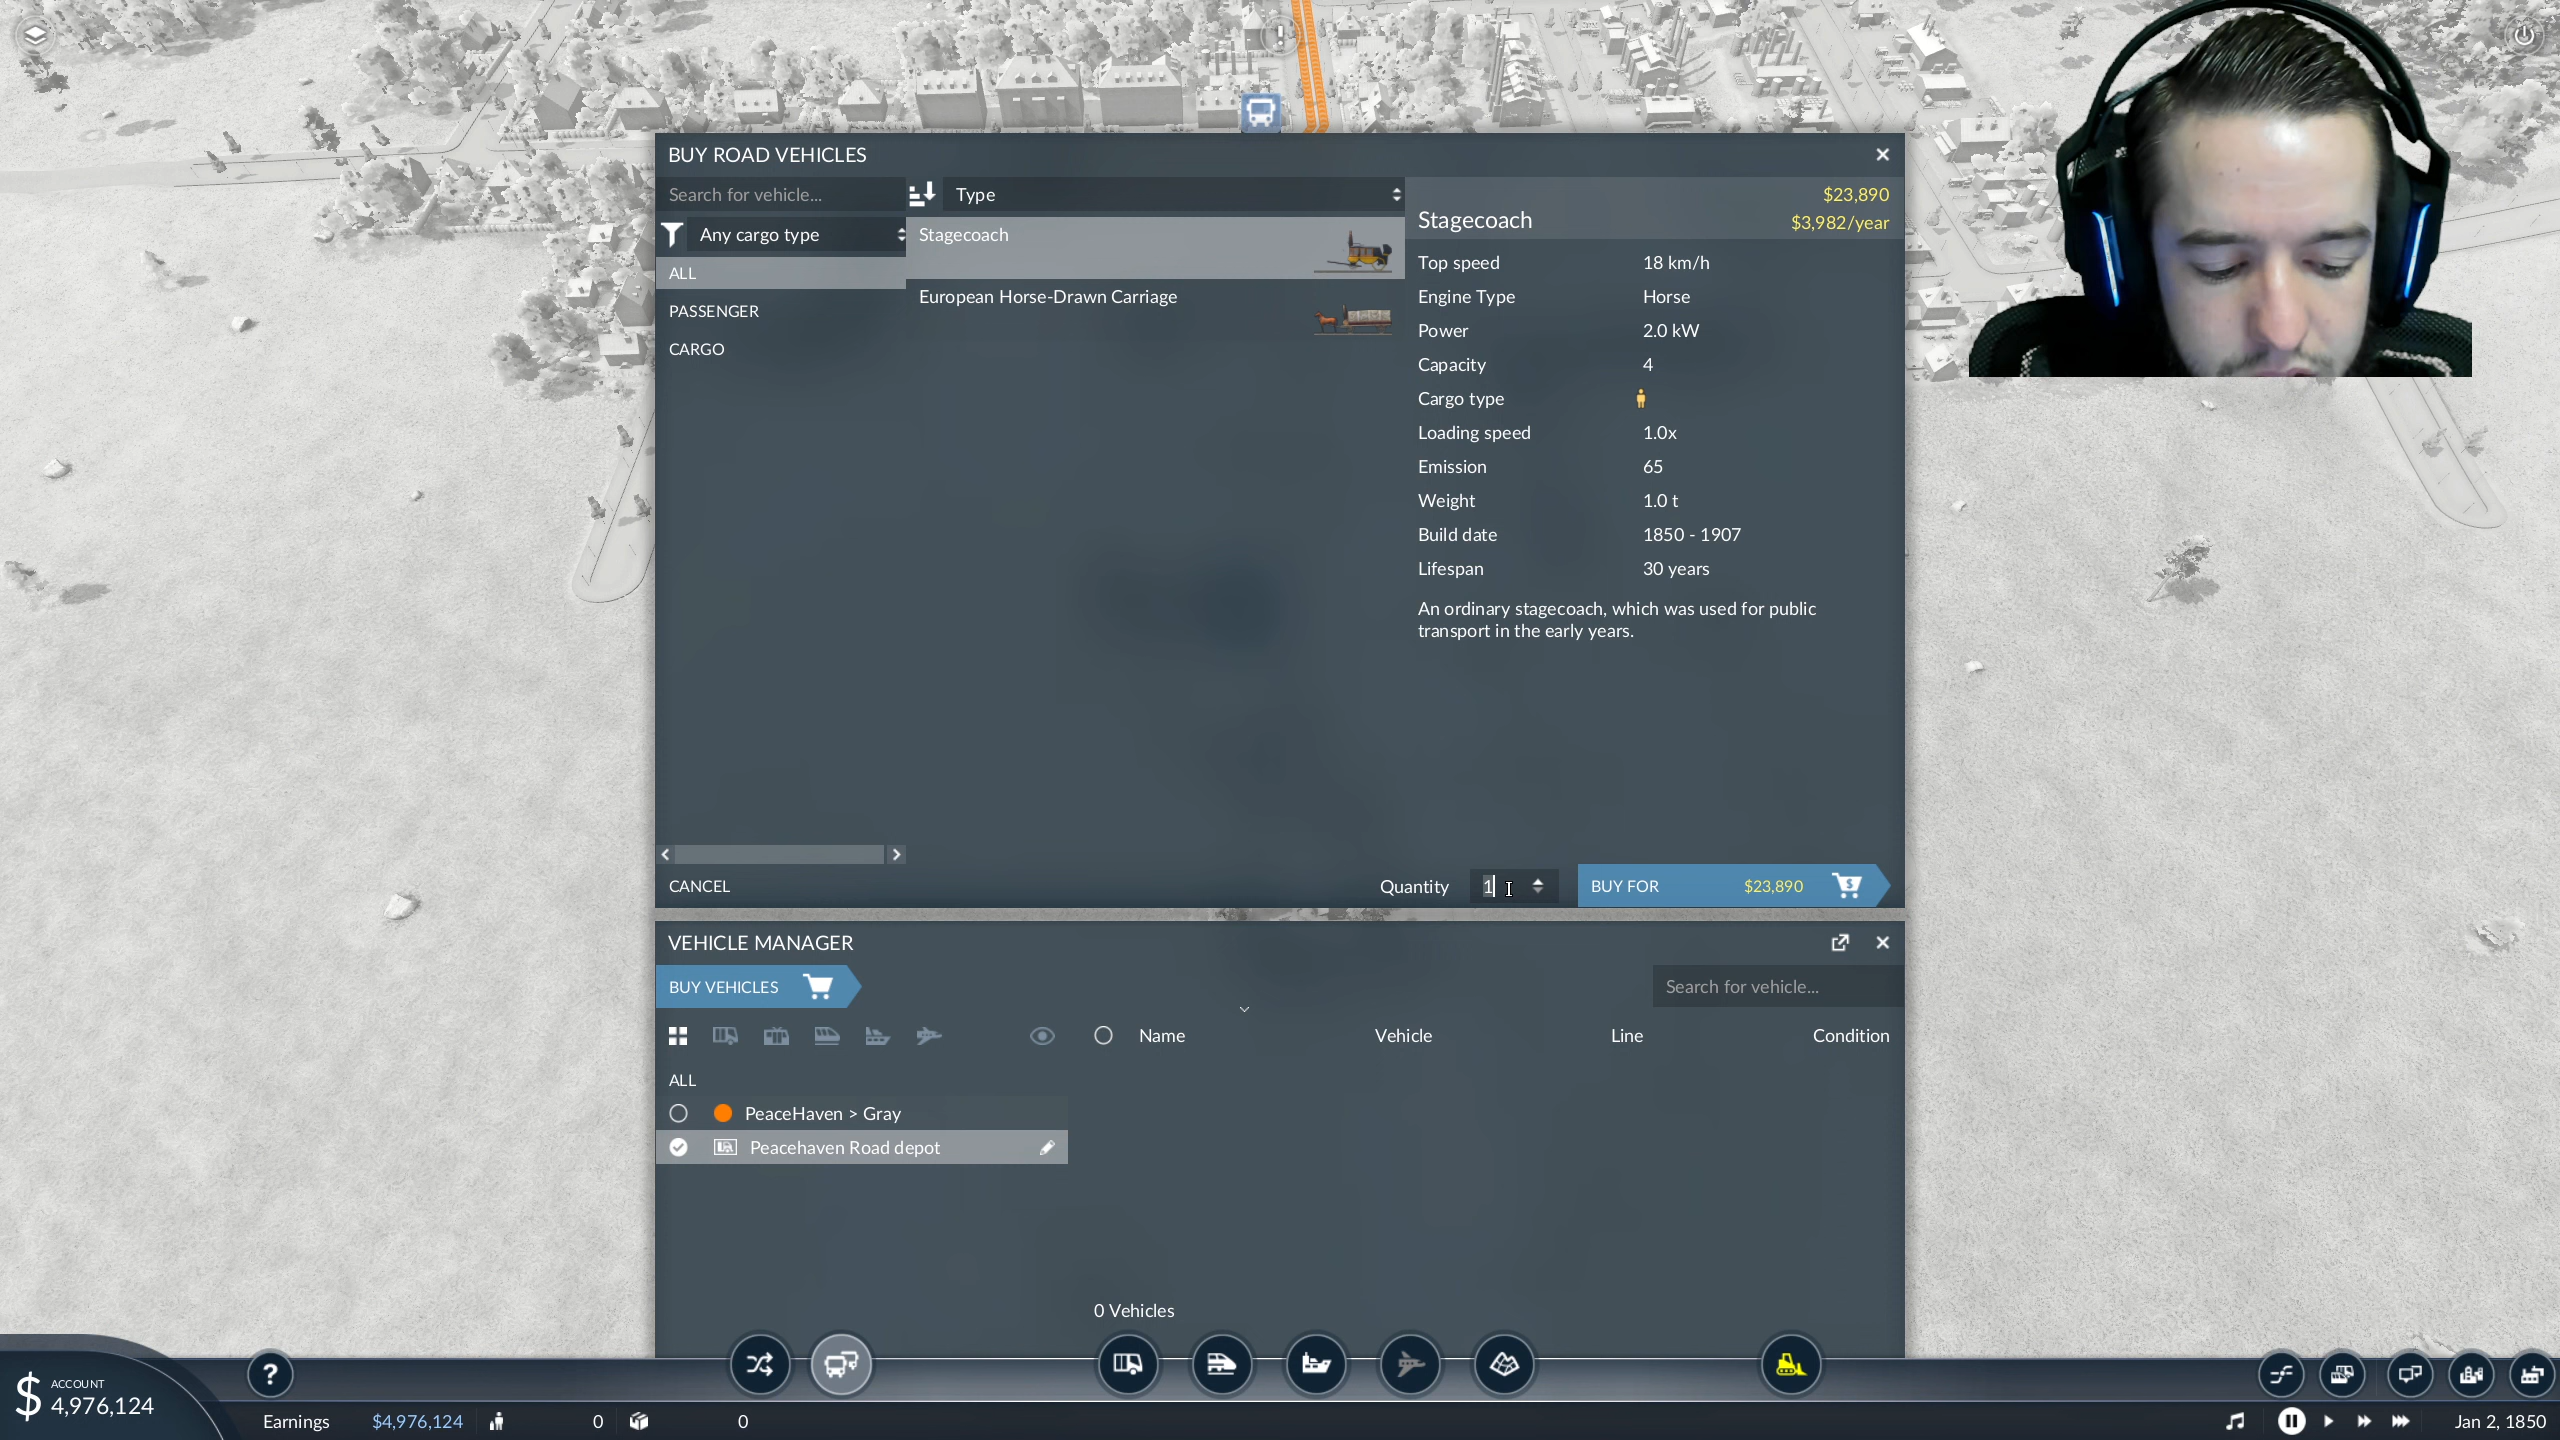 BUY ROAD VEHICLES
Search for vehicle...
Type
Any cargo type
ALL
PASSENGER
CARGO
Stagecoach
European Horse-Drawn Carriage
$23,890
Stagecoach
$3,982/year
Top speed 18 km/h
Engine Type Horse
Power 2.0 kW
Capacity 4
Cargo type
Loading speed 1.0x
Emission 65
Weight 1.0 t
Build date 1850 - 1907
Lifespan 30 years
An ordinary stagecoach, which was used for public
transport in the early years.
CANCEL
Quantity 1
BUY FOR $23,890
VEHICLE MANAGER
BUY VEHICLES
Search for vehicle...
Name Vehicle Line Condition
ALL
PeaceHaven > Gray
Peacehaven Road depot
0 Vehicles
?
$ ACCOUNT
4,976,124
Earnings $4,976,124 0 0
Jan 2, 1850